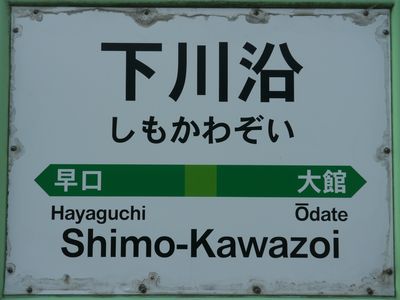 下川沿
しもかわぞい
早口 大館
Hayaguchi Ōdate
Shimo-Kawazoi